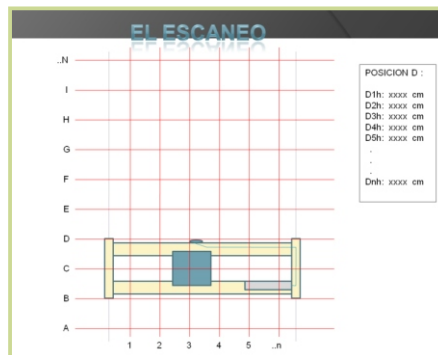 EL ESCANEO
..N
I
H
G
F
E
D
C
B
A
1 2 3 4 5 ..n
POSICION D :
D1h: xxxx cm
D2h: xxxx cm
D3h: xxxx cm
D4h: xxxx cm
D5h: xxxx cm
.
.
.
Dnh: xxxx cm